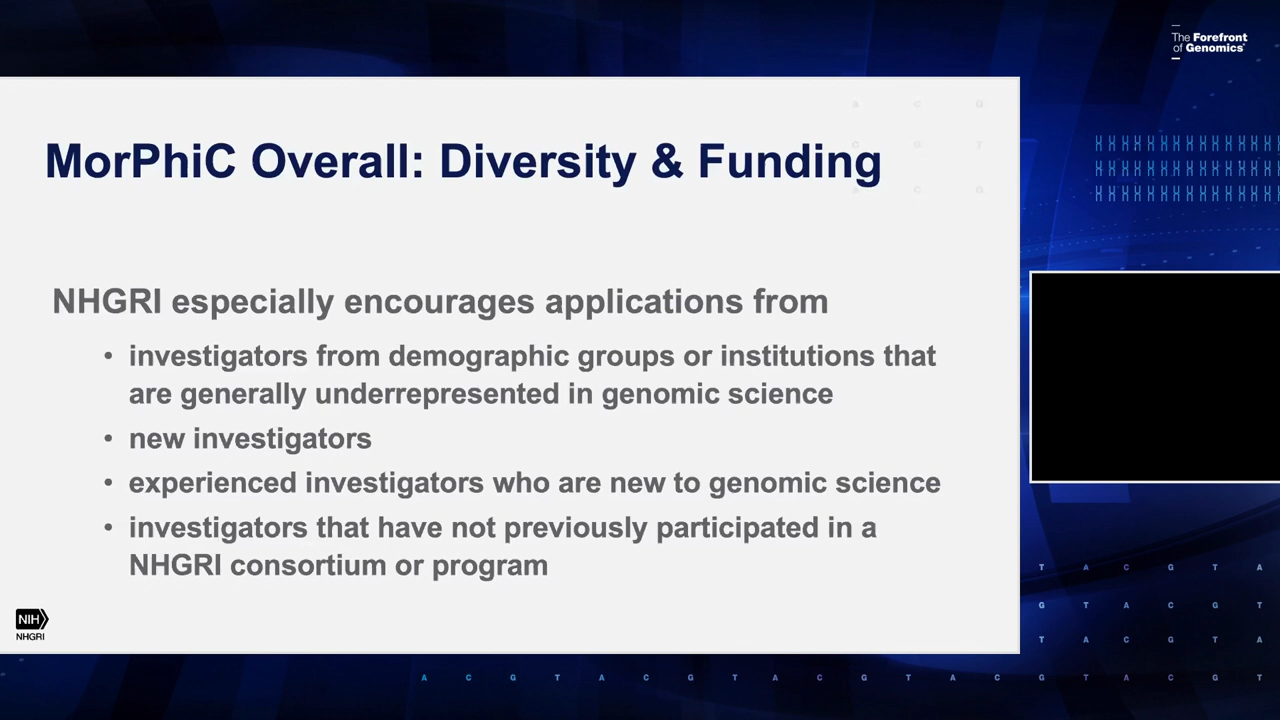 The Forefront
of Genomics®
A C G
C G T
A C G
MorPhiC Overall: Diversity & Funding
NHGRI especially encourages applications from
• investigators from demographic groups or institutions that
are generally underrepresented in genomic science
• new investigators
• experienced investigators who are new to genomic science
• investigators that have not previously participated in a
NHGRI consortium or program
NIH
NHGRI
T A C G T A
G T A C G T
T A C G T A
A C G T A C G T A C G T A C G T A C G T